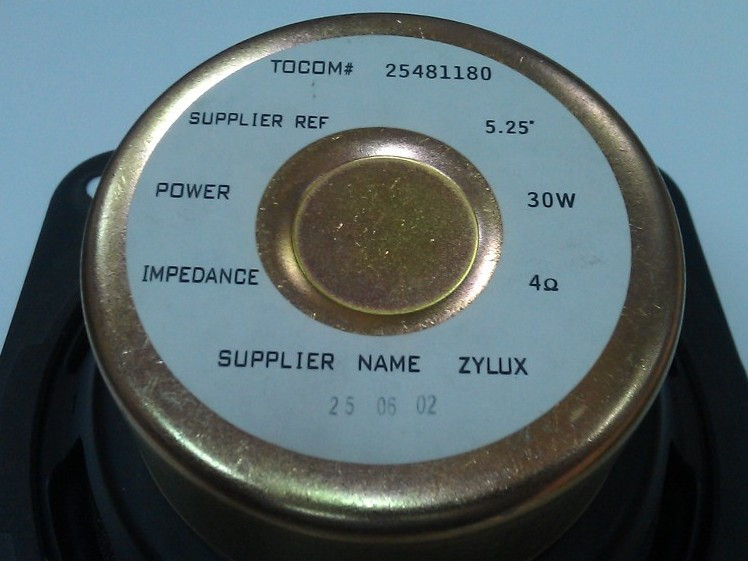 TOCOM# 25481180
SUPPLIER REF 5.25"
POWER 30W
IMPEDANCE 4Ω
SUPPLIER NAME ZYLUX
25 06 02